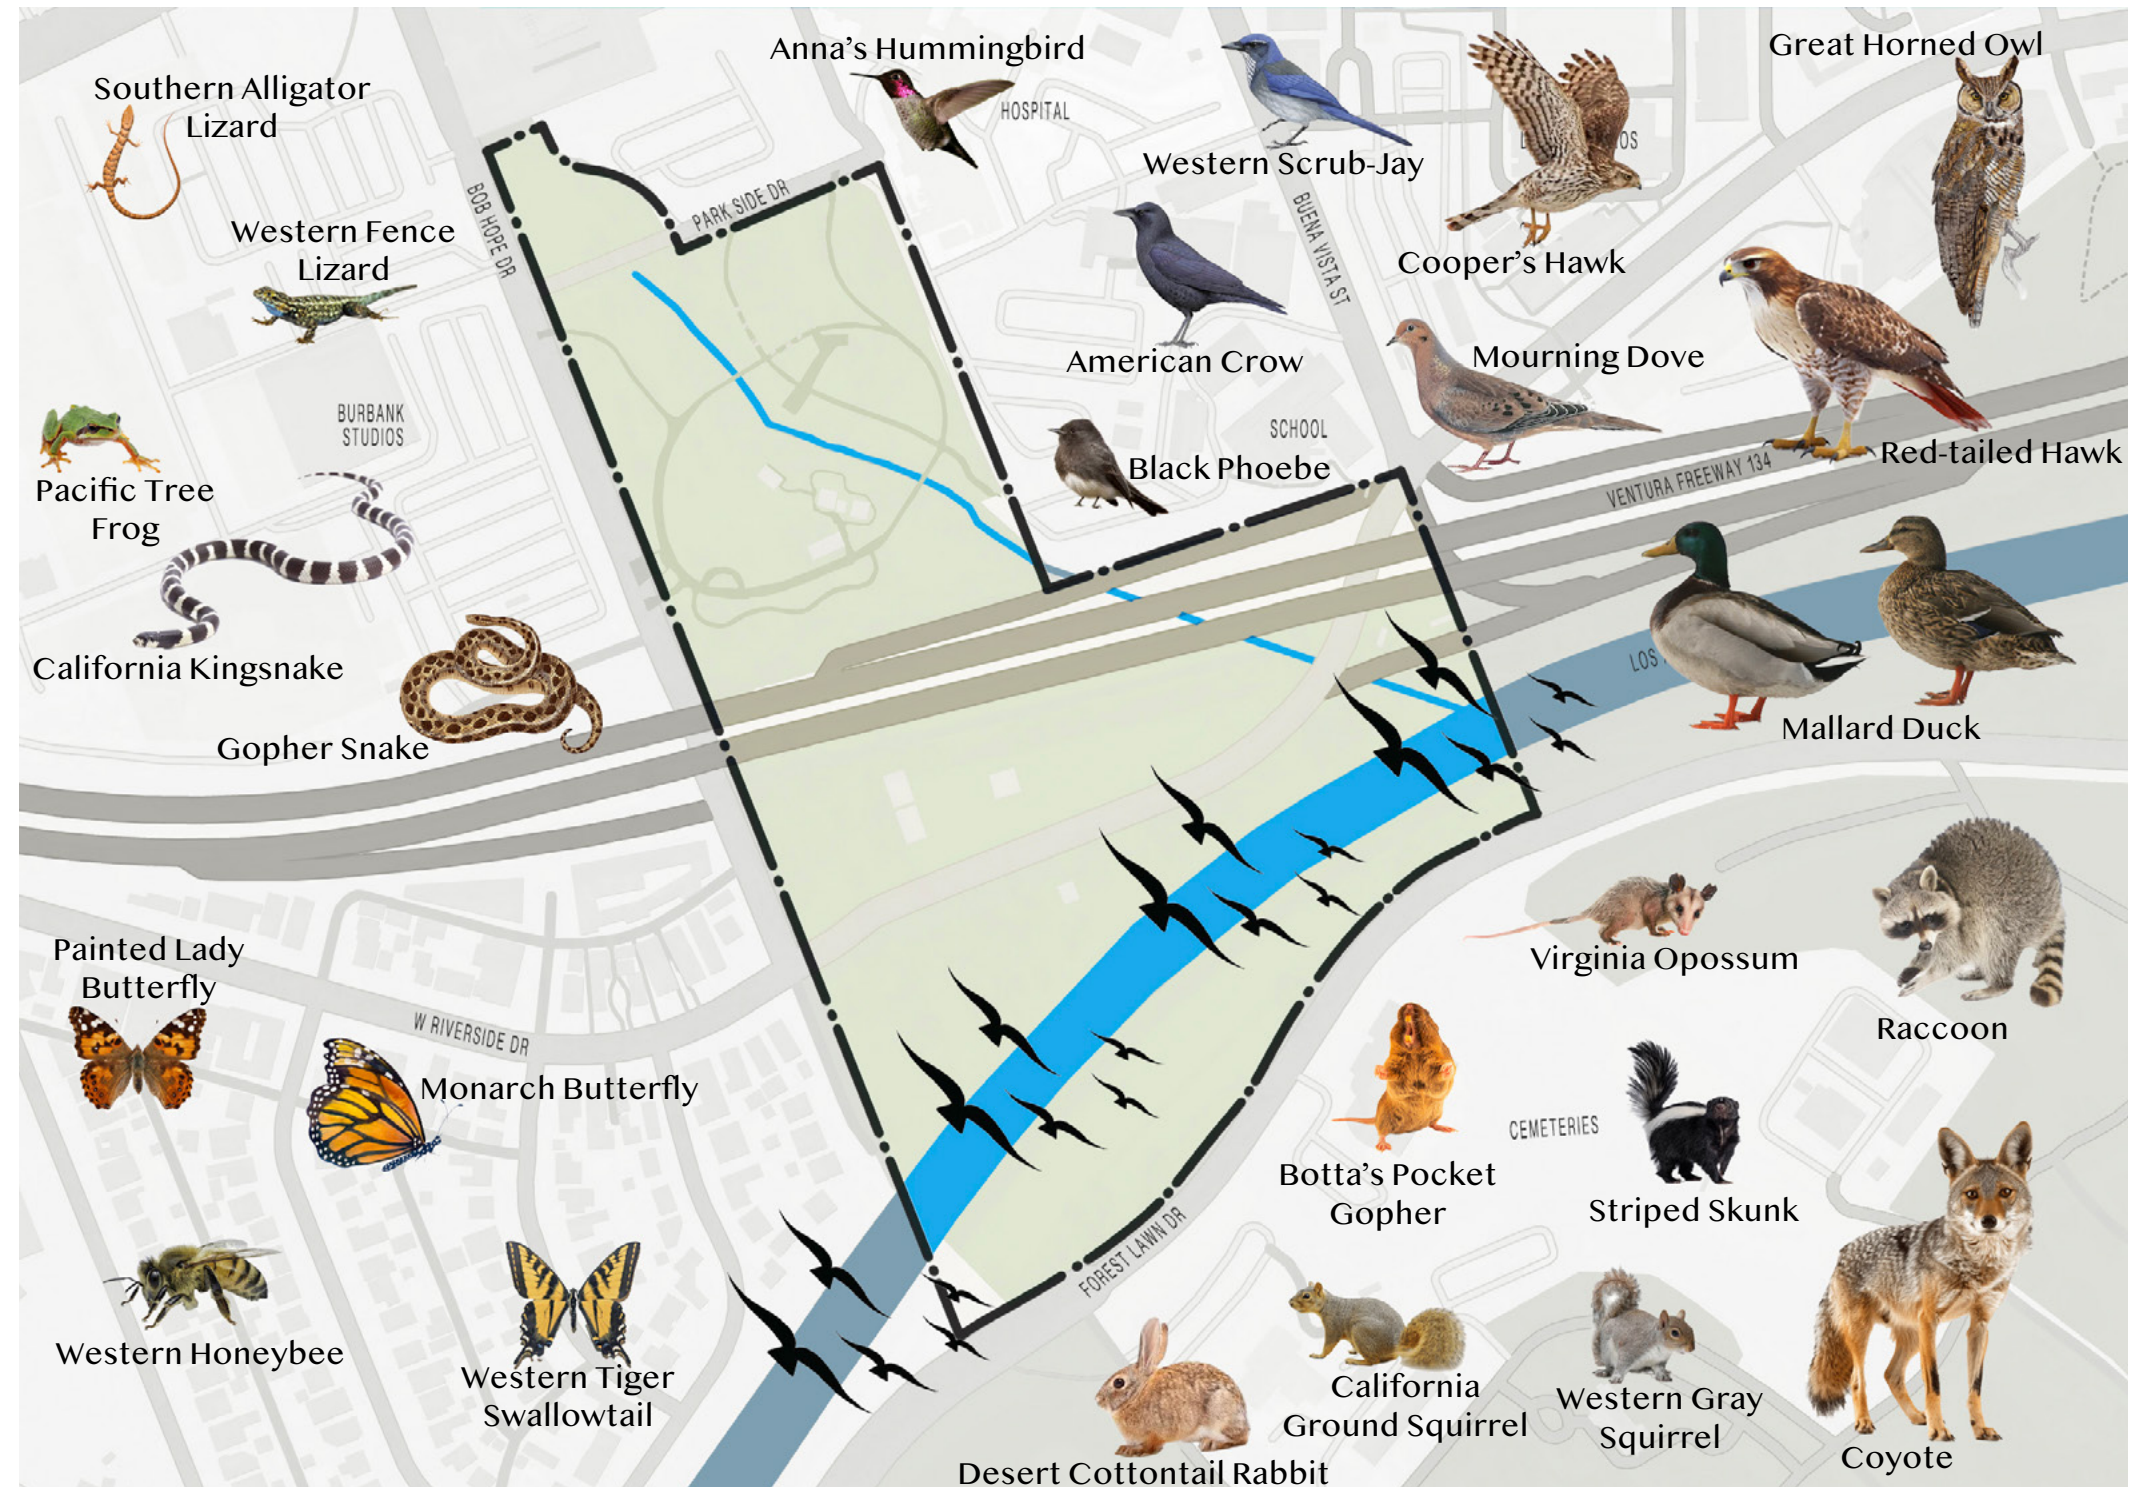 Southern Alligator
Lizard
Anna's Hummingbird
HOSPITAL
Western Scrub-Jay
Great Horned Owl
Western Fence
Lizard
BOB HOPE DR
PARK SIDE DR
BUENA VISTA ST
Cooper's Hawk
American Crow
Mourning Dove
BURBANK
STUDIOS
SCHOOL
Black Phoebe
Red-tailed Hawk
VENTURA FREEWAY 134
Pacific Tree
Frog
California Kingsnake
Gopher Snake
LOS
Mallard Duck
Painted Lady
Butterfly
Virginia Opossum
Raccoon
W RIVERSIDE DR
Monarch Butterfly
CEMETERIES
Botta's Pocket
Gopher
Striped Skunk
FOREST LAWN DR
Western Honeybee
Western Tiger
Swallowtail
California
Ground Squirrel
Western Gray
Squirrel
Coyote
Desert Cottontail Rabbit